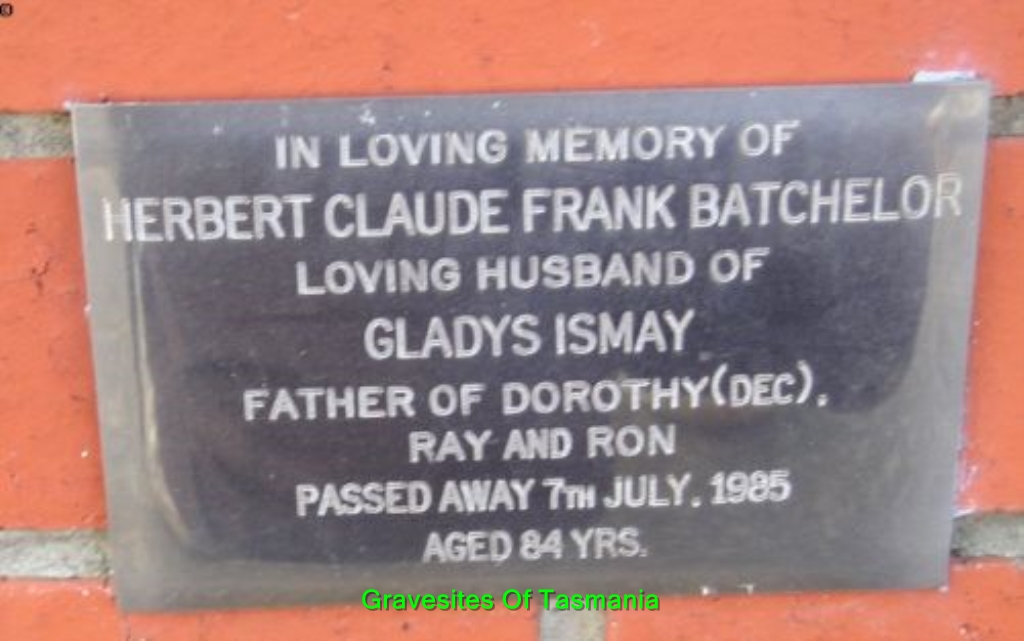 IN LOVING MEMORY OF
HERBERT CLAUDE FRANK BATCHELOR
LOVING HUSBAND OF
GLADYS ISMAY
FATHER OF DOROTHY (DEC),
RAY AND RON
PASSED AWAY 7TH JULY, 1985
AGED 84 YRS.
Gravesites Of Tasmania